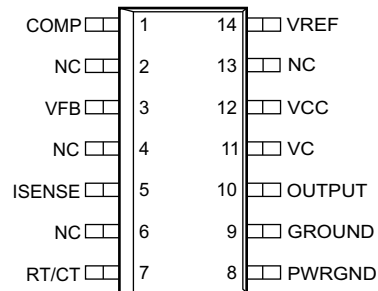 COMP 1 14 VREF
NC 2 13 NC
VFB 3 12 VCC
NC 4 11 VC
ISENSE 5 10 OUTPUT
NC 6 9 GROUND
RT/CT 7 8 PWRGND